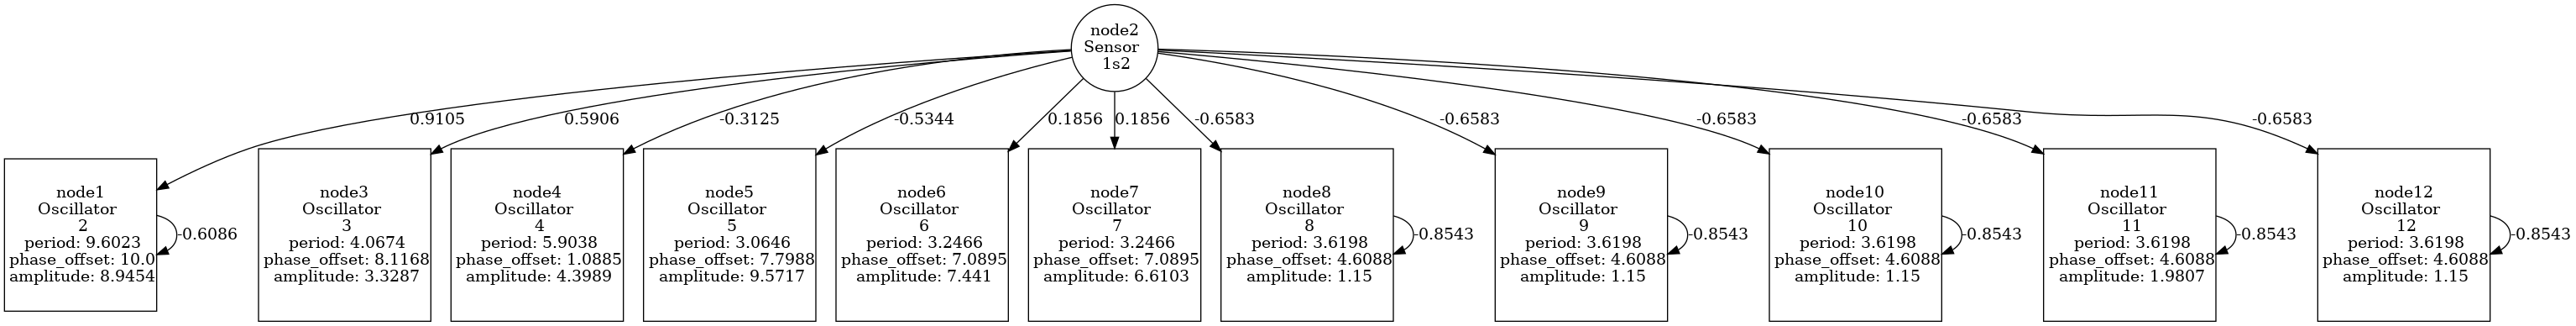 node2
Sensor
1s2
0.9105
0.5906
-0.3125
-0.5344
0.1856
0.1856
-0.6583
-0.6583
-0.6583
-0.6583
-0.6583
node1
Oscillator
2
period: 9.6023
phase_offset: 10.0
amplitude: 8.9454
-0.6086
node3
Oscillator
3
period: 4.0674
phase_offset: 8.1168
amplitude: 3.3287
node4
Oscillator
4
period: 5.9038
phase_offset: 1.0885
amplitude: 4.3989
node5
Oscillator
5
period: 3.0646
phase_offset: 7.7988
amplitude: 9.5717
node6
Oscillator
6
period: 3.2466
phase_offset: 7.0895
amplitude: 7.441
node7
Oscillator
7
period: 3.2466
phase_offset: 7.0895
amplitude: 6.6103
node8
Oscillator
8
period: 3.6198
phase_offset: 4.6088
amplitude: 1.15
-0.8543
node9
Oscillator
9
period: 3.6198
phase_offset: 4.6088
amplitude: 1.15
-0.8543
node10
Oscillator
10
period: 3.6198
phase_offset: 4.6088
amplitude: 1.15
-0.8543
node11
Oscillator
11
period: 3.6198
phase_offset: 4.6088
amplitude: 1.9807
-0.8543
node12
Oscillator
12
period: 3.6198
phase_offset: 4.6088
amplitude: 1.15
-0.8543